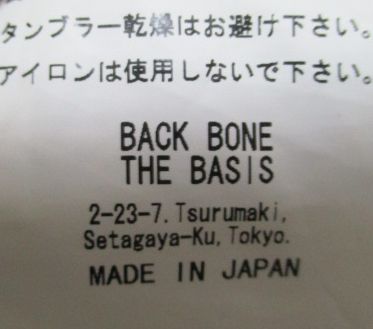 タンブラー乾燥はお避け下さい。
アイロンは使用しないで下さい。
BACK BONE
THE BASIS
2-23-7. Tsurumaki,
Setagaya-Ku, Tokyo.
MADE IN JAPAN